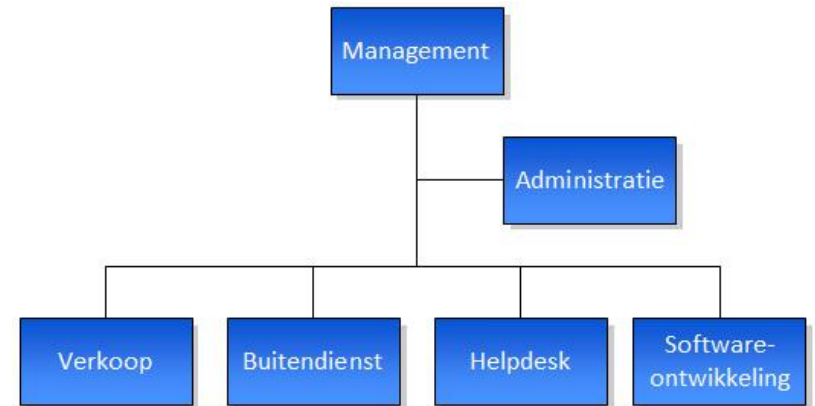 Management
Administratie
Verkoop
Buitendienst
Helpdesk
Software-
ontwikkeling